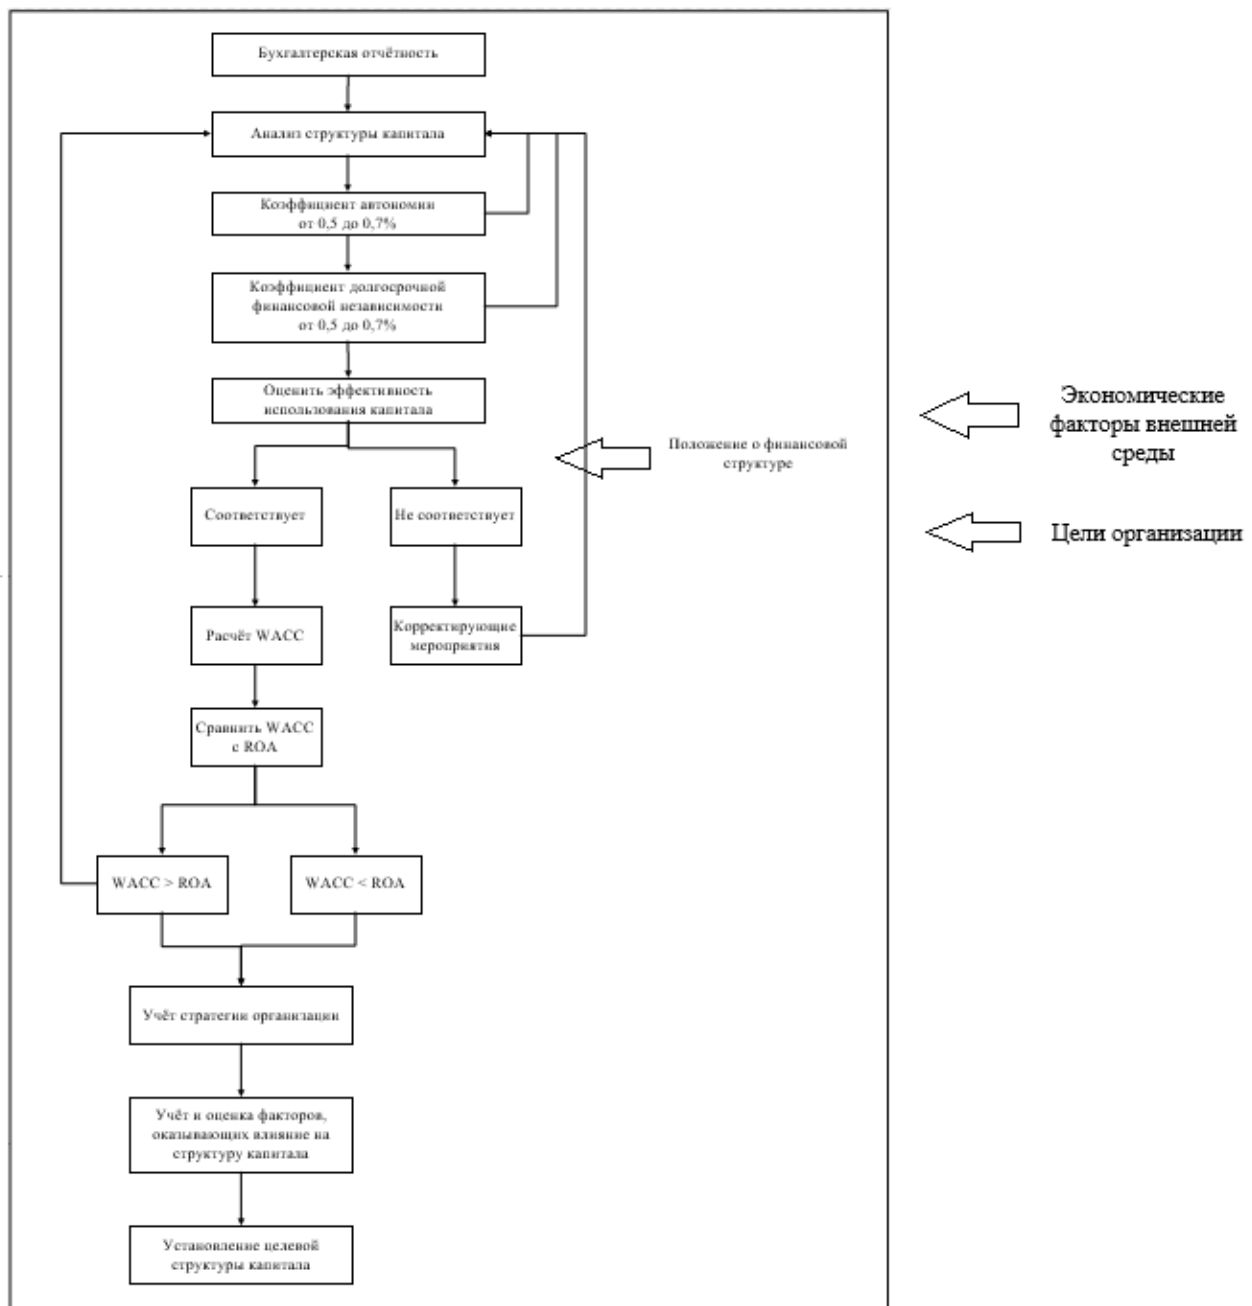 Бухгалтерская отчётность
Анализ структуры капитала
Коэффициент автономии
от 0,5 до 0,7%
Коэффициент долгосрочной
финансовой независимости
от 0,5 до 0,7%
Оценить эффективность
использования капитала
Положение о финансовой
структуре
Экономические
факторы внешней
среды
Соответствует
Не соответствует
Цели организации
Расчёт WACC
Корректирующие
мероприятия
Сравнить WACC
с ROA
WACC > ROA
WACC < ROA
Учёт стратегии организации
Учёт и оценка факторов,
оказывающих влияние на
структуру капитала
Установление целевой
структуры капитала